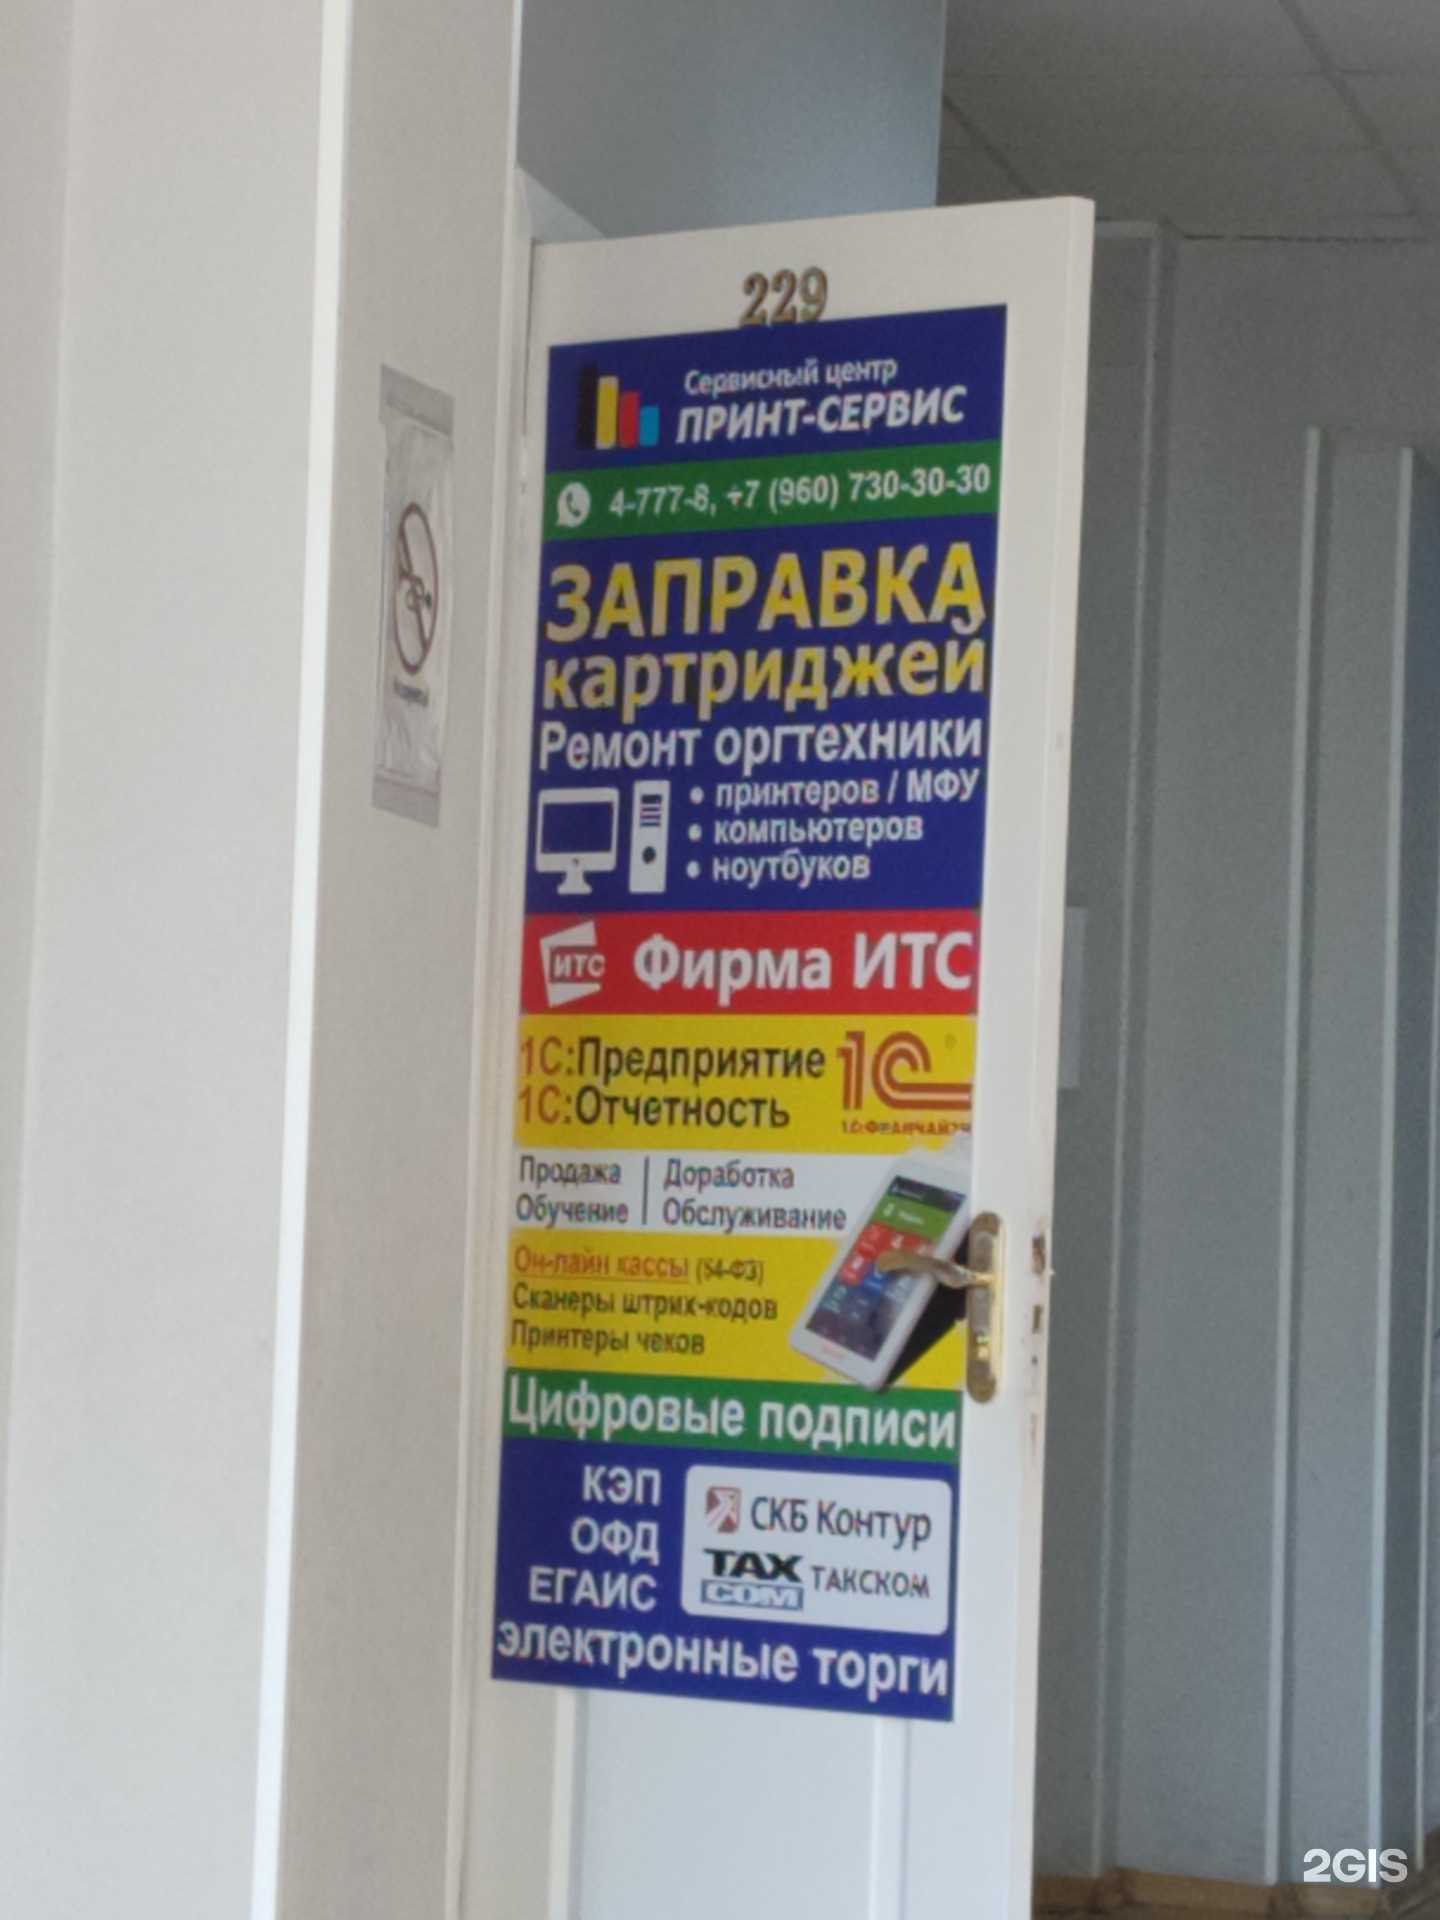 229
Сервисный центр
ПРИНТ-СЕРВИС
4-777-8, +7 (960) 730-30-30
ЗАПРАВКА
картриджей
Ремонт оргтехники
• принтеров / МФУ
• компьютеров
• ноутбуков
ИТС Фирма ИТС
1С:Предприятие
1С:Отчетность
1С
1С:ФРАНЧАЙЗИ
Продажа | Доработка
Обучение | Обслуживание
Он-лайн кассы (54-ФЗ)
Сканеры штрих-кодов
Принтеры чеков
Цифровые подписи
КЭП
ОФД
ЕГАИС
СКБ Контур
TAX
COM ТАКСКОМ
электронные торги
2GIS